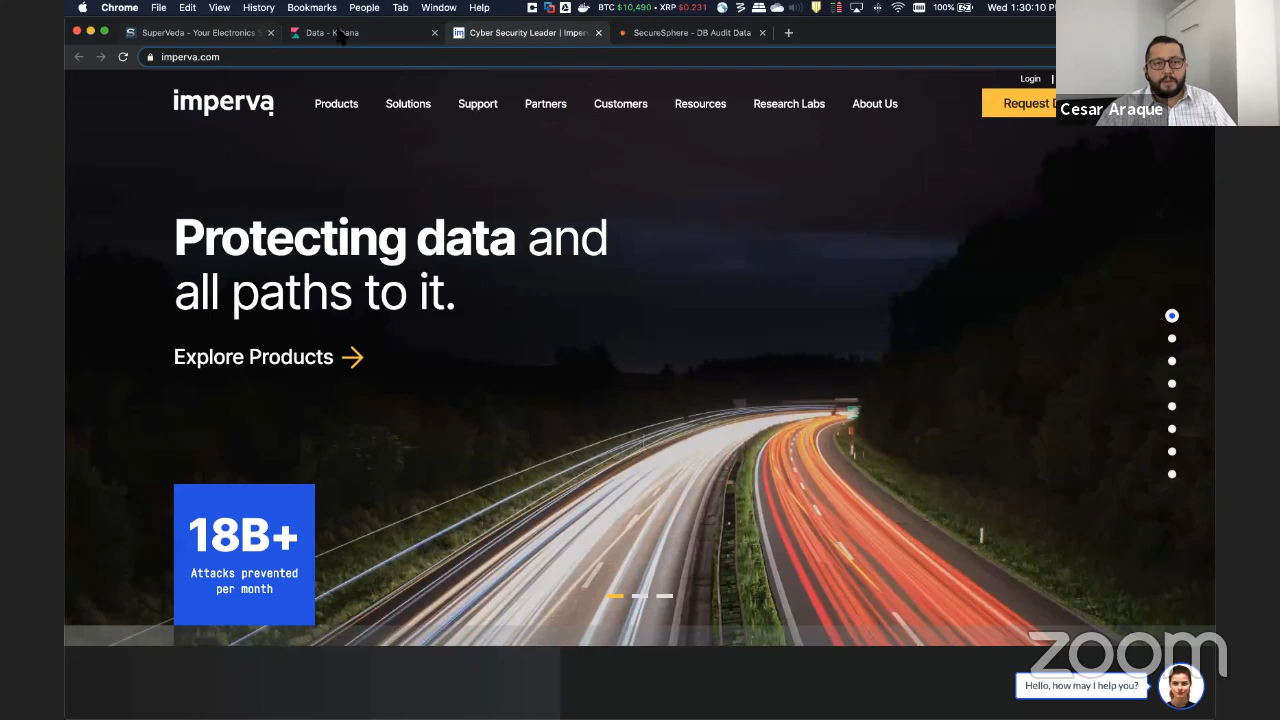 Chrome File Edit View History Bookmarks People Tab Window Help BTC $10,490 • XRP $0.231 100% Wed 1:30:10 PM
SuperVeda - Your Electronics S Data - Kibana Cyber Security Leader | Imper SecureSphere - DB Audit Data
imperva.com
Login |
imperva Products Solutions Support Partners Customers Resources Research Labs About Us Request D
Cesar Araque
Protecting data and
all paths to it.
Explore Products
18B+
Attacks prevented
per month
zoom
Hello, how may I help you?